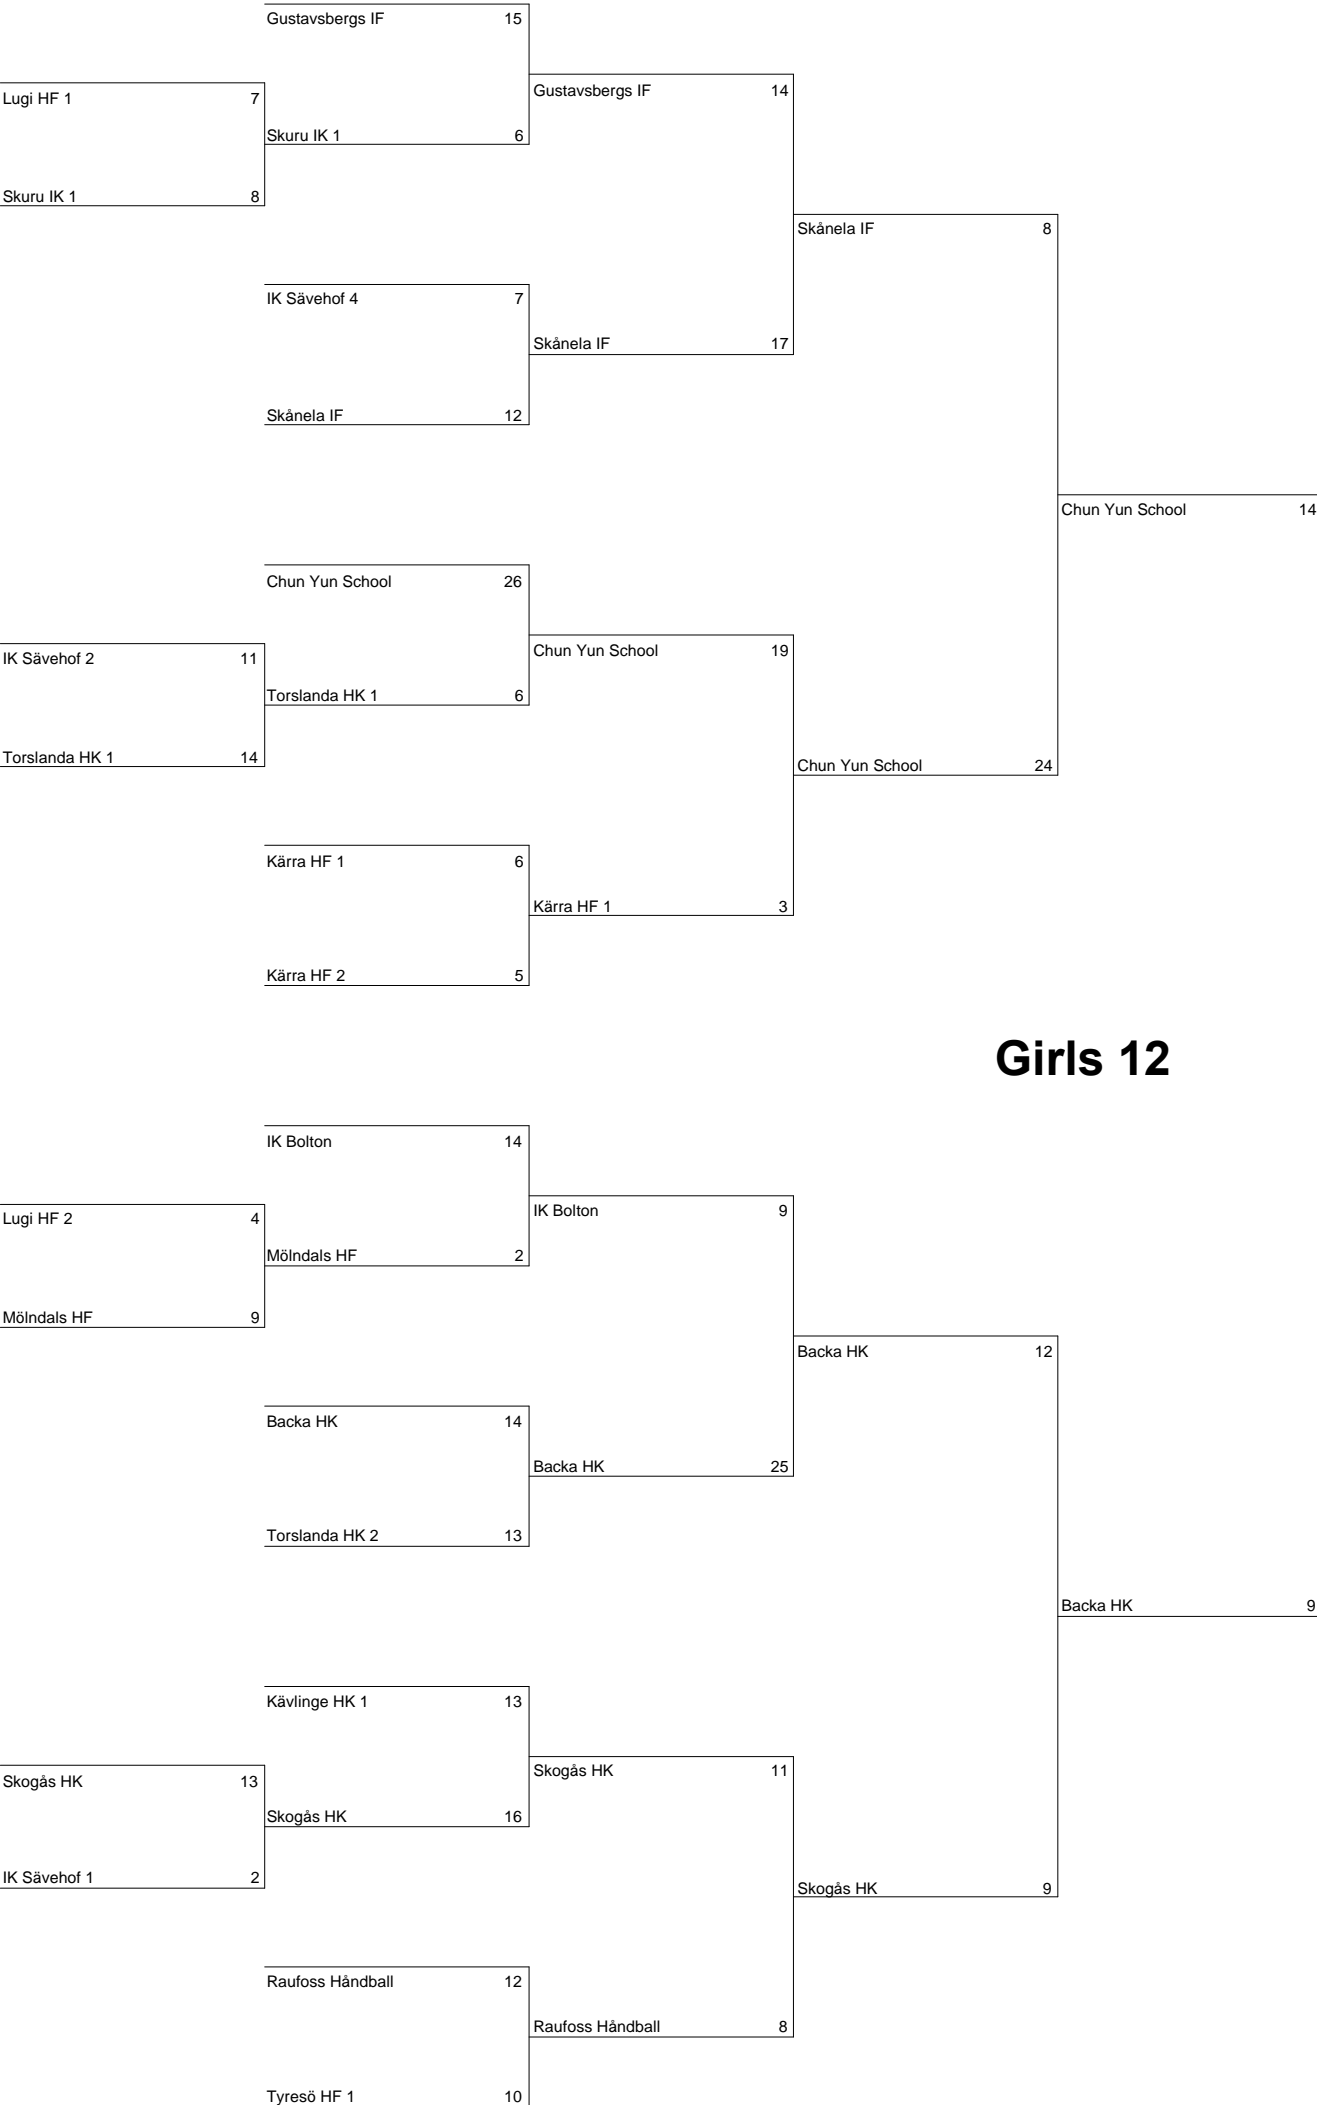 Gustavsbergs IF 15
Lugi HF 1 7
Gustavsbergs IF 14
Skuru IK 1 6
Skuru IK 1 8
Skånela IF 8
IK Sävehof 4 7
Skånela IF 17
Skånela IF 12
Chun Yun School 14
Chun Yun School 26
IK Sävehof 2 11
Chun Yun School 19
Torslanda HK 1 6
Torslanda HK 1 14
Chun Yun School 24
Kärra HF 1 6
Kärra HF 1 3
Kärra HF 2 5
Girls 12
IK Bolton 14
Lugi HF 2 4
IK Bolton 9
Mölndals HF 2
Mölndals HF 9
Backa HK 12
Backa HK 14
Backa HK 25
Torslanda HK 2 13
Backa HK 9
Kävlinge HK 1 13
Skogås HK 13
Skogås HK 11
Skogås HK 16
IK Sävehof 1 2
Skogås HK 9
Raufoss Håndball 12
Raufoss Håndball 8
Tyresö HF 1 10